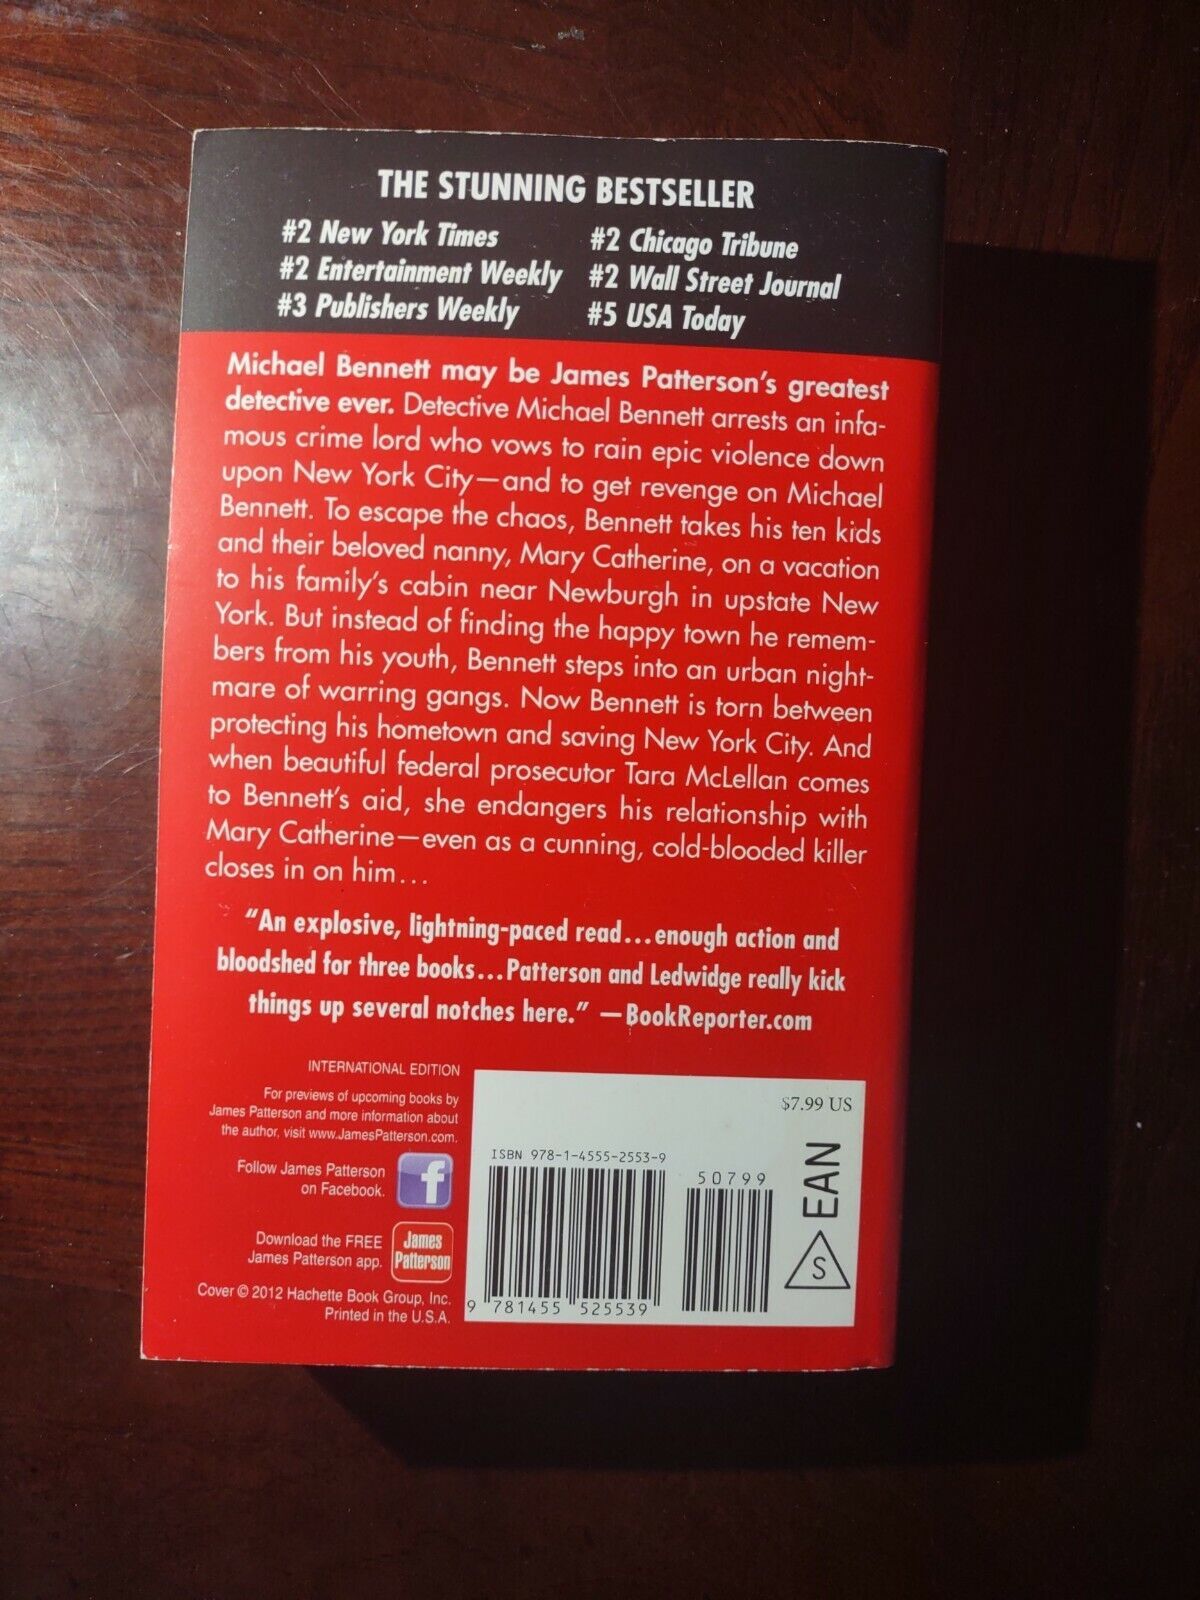 THE STUNNING BESTSELLER
#2 New York Times
#2 Chicago Tribune
#2 Entertainment Weekly
#2 Wall Street Journal
#3 Publishers Weekly
#5 USA Today
Michael Bennett may be James Patterson's greatest
detective ever. Detective Michael Bennett arrests an infa-
mous crime lord who vows to rain epic violence down
upon New York City—and to get revenge on Michael
Bennett. To escape the chaos, Bennett takes his ten kids
and their beloved nanny, Mary Catherine, on a vacation
to his family's cabin near Newburgh in upstate New
York. But instead of finding the happy town he remem-
bers from his youth, Bennett steps into an urban night-
mare of warring gangs. Now Bennett is torn between
protecting his hometown and saving New York City. And
when beautiful federal prosecutor Tara McLellan comes
to Bennett's aid, she endangers his relationship with
Mary Catherine—even as a cunning, cold-blooded killer
closes in on him...
"An explosive, lightning-paced read...enough action and
bloodshed for three books...Patterson and Ledwidge really kick
things up several notches here." —BookReporter.com
INTERNATIONAL EDITION
For previews of upcoming books by
James Patterson and more information about
the author, visit www.JamesPatterson.com.
Follow James Patterson
on Facebook.
f
Download the FREE
James Patterson app.
James
Patterson
Cover © 2012 Hachette Book Group, Inc.
Printed in the U.S.A.
$7.99 US
ISBN 978-1-4555-2553-9
50799
9 781455 525539
EAN
S